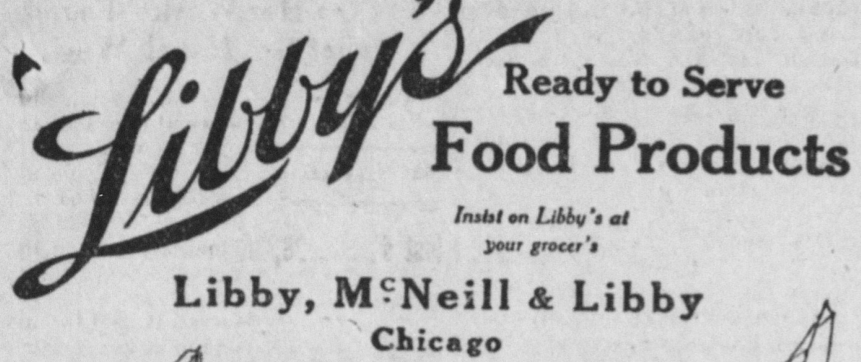 Libby's
Ready to Serve
Food Products
Insist on Libby's at
your grocer's
Libby, McNeill & Libby
Chicago